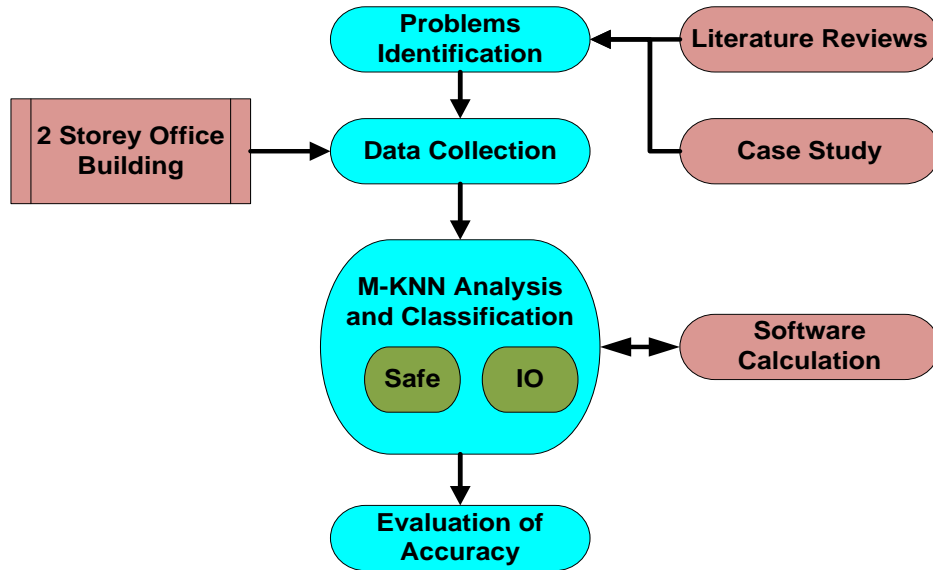 Problems
Identification
Literature Reviews
2 Storey Office
Building
Data Collection
Case Study
M-KNN Analysis
and Classification
Safe
IO
Software
Calculation
Evaluation of
Accuracy